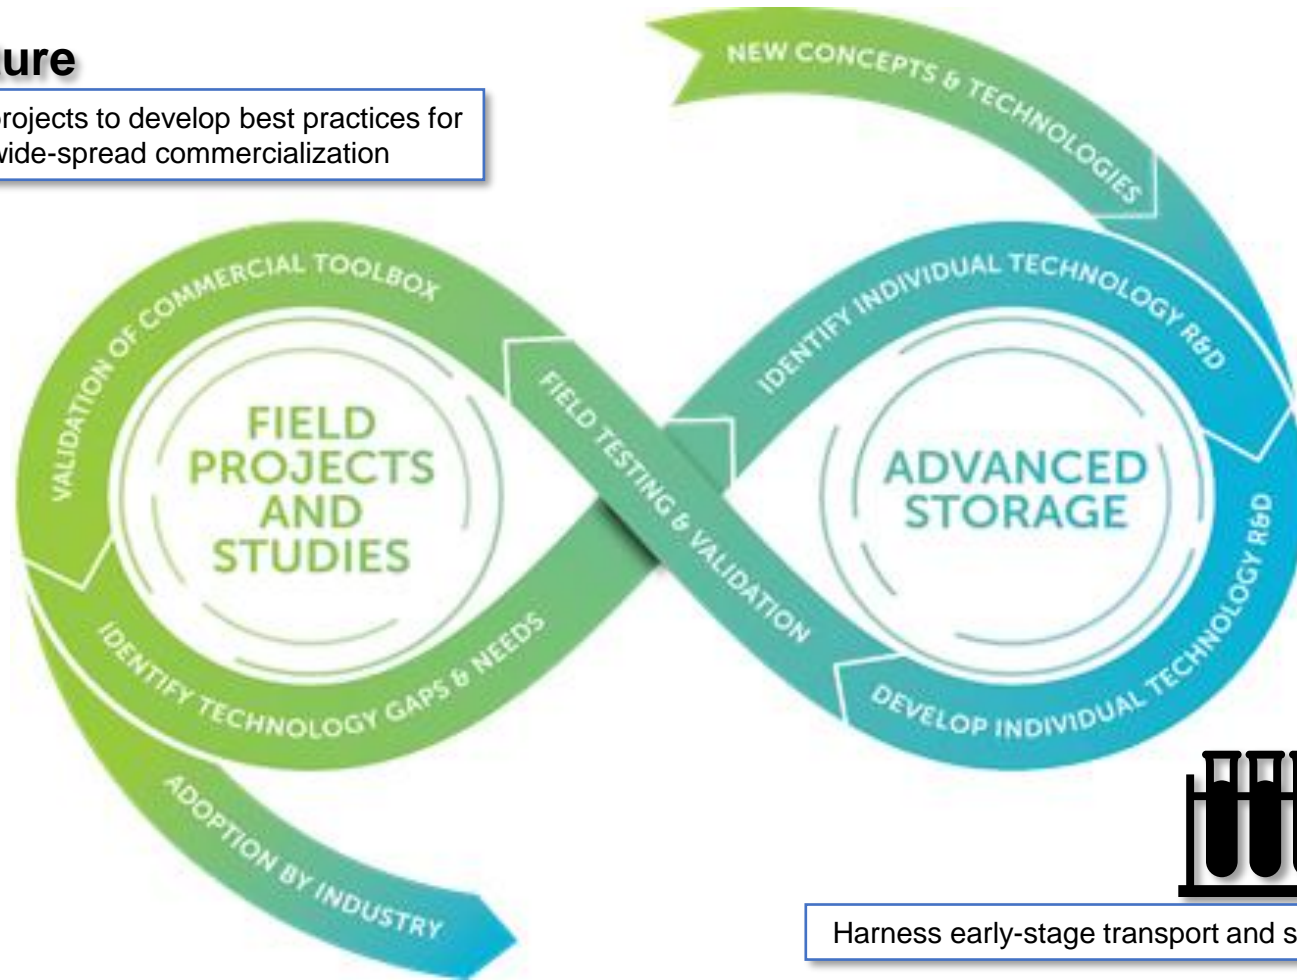 ure
rojects to develop best practices for
wide-spread commercialization
NEW CONCEPTS & TECHNOLOGIES
VALIDATION OF COMMERCIAL TOOLBOX
IDENTIFY INDIVIDUAL TECHNOLOGY R&D
FIELD TESTING & VALIDATION
FIELD
PROJECTS
AND
STUDIES
ADVANCED
STORAGE
IDENTIFY TECHNOLOGY GAPS & NEEDS
DEVELOP INDIVIDUAL TECHNOLOGY R&D
ADOPTION BY INDUSTRY
Harness early-stage transport and s